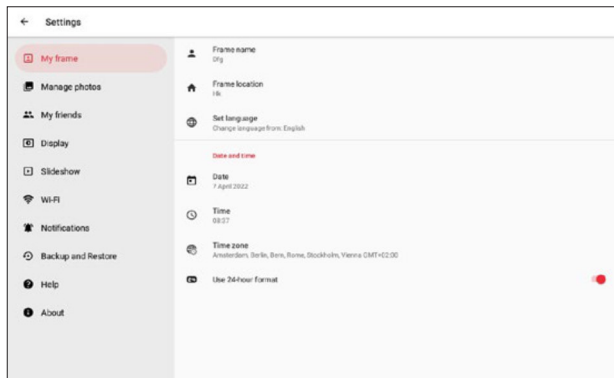 Settings
My frame
Manage photos
My friends
Display
Slideshow
Wi-Fi
Notifications
Backup and Restore
Help
About
Frame name
Dfg
Frame location
Hk
Set language
Change language from: English
Date and time
Date
7 April 2022
Time
08:37
Time zone
Amsterdam, Berlin, Bern, Rome, Stockholm, Vienna GMT+02:00
Use 24-hour format